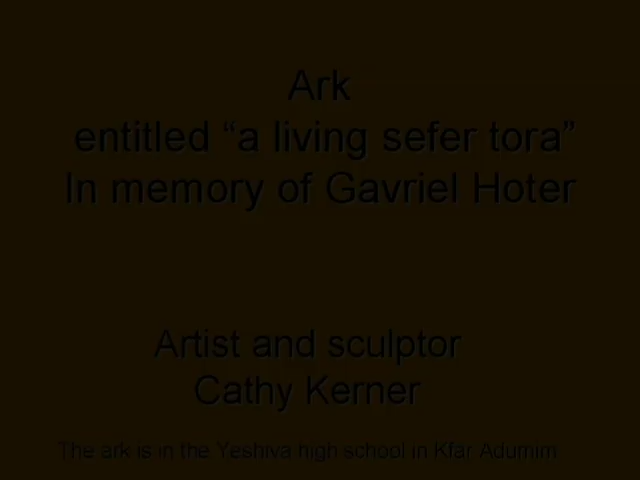 Ark
entitled “a living sefer tora”
In memory of Gavriel Hoter
Artist and sculptor
Cathy Kerner
The ark is in the Yeshiva high school in Kfar Adumim